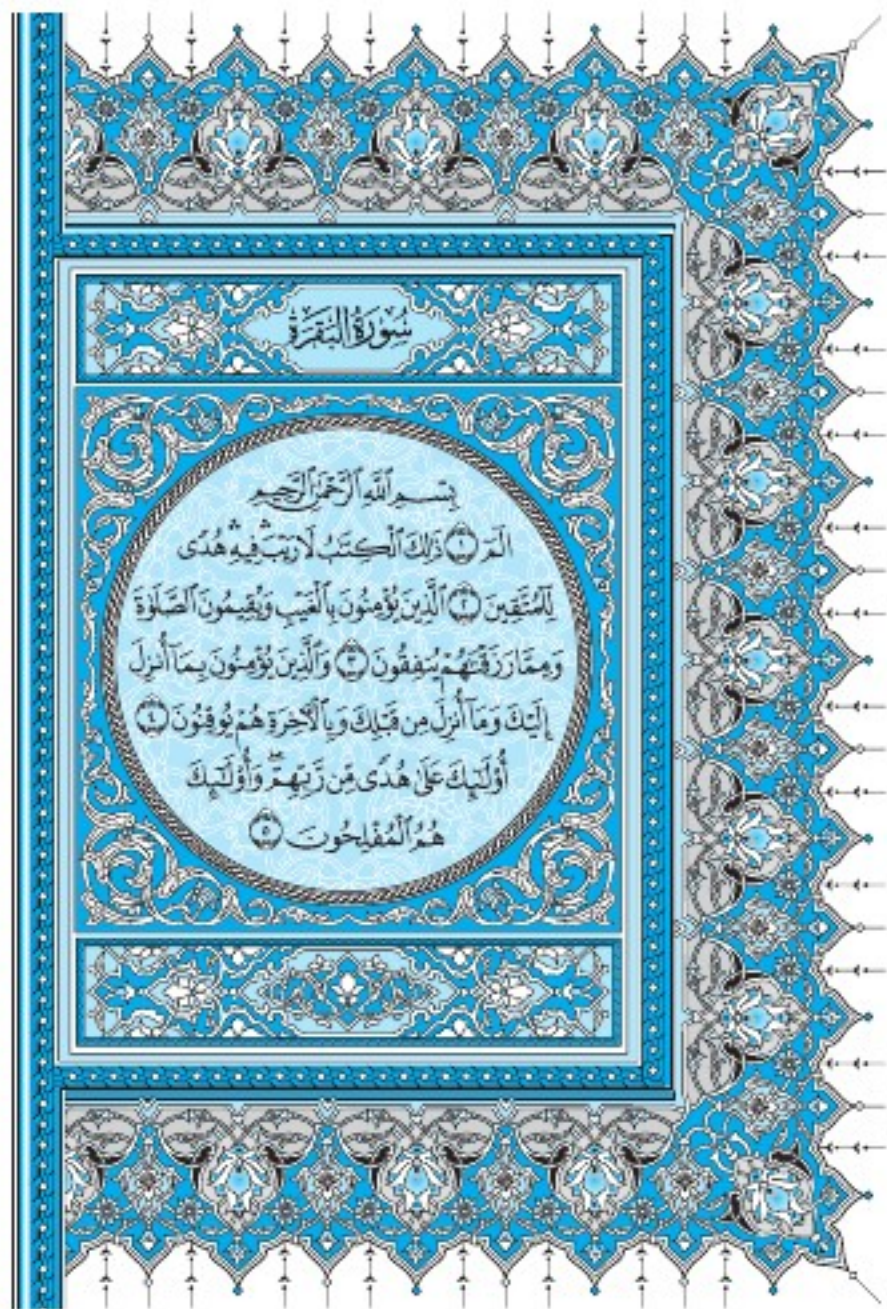 سُورَةُ البَقَرَةِ
بِسْمِ ٱللَّهِ ٱلرَّحْمَٰنِ ٱلرَّحِيمِ
الٓمٓ ۝١ ذَٰلِكَ ٱلْكِتَٰبُ لَا رَيْبَ ۛ فِيهِ ۛ هُدًى
لِّلْمُتَّقِينَ ۝٢ ٱلَّذِينَ يُؤْمِنُونَ بِٱلْغَيْبِ وَيُقِيمُونَ ٱلصَّلَوٰةَ
وَمِمَّا رَزَقْنَٰهُمْ يُنفِقُونَ ۝٣ وَٱلَّذِينَ يُؤْمِنُونَ بِمَآ أُنزِلَ
إِلَيْكَ وَمَآ أُنزِلَ مِن قَبْلِكَ وَبِٱلْءَاخِرَةِ هُمْ يُوقِنُونَ ۝٤
أُو۟لَٰٓئِكَ عَلَىٰ هُدًى مِّن رَّبِّهِمْ ۖ وَأُو۟لَٰٓئِكَ
هُمُ ٱلْمُفْلِحُونَ ۝٥